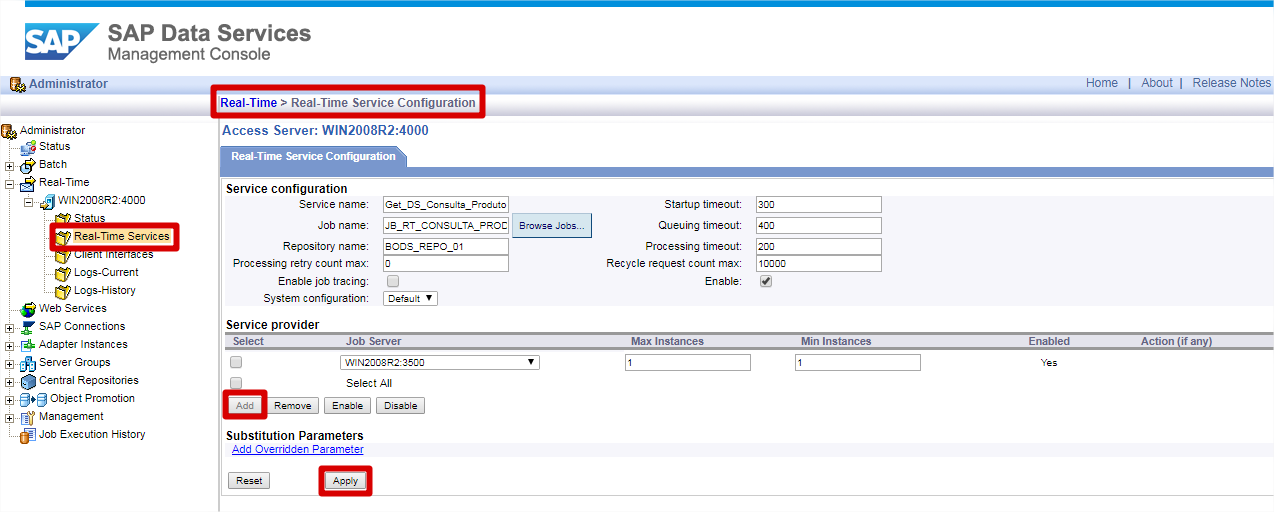 SAP SAP Data Services
Management Console
Administrator
Home | About | Release Notes
Real-Time > Real-Time Service Configuration
Administrator
Status
Batch
Real-Time
WIN2008R2:4000
Status
Real-Time Services
Client Interfaces
Logs-Current
Logs-History
Web Services
SAP Connections
Adapter Instances
Server Groups
Central Repositories
Object Promotion
Management
Job Execution History
Access Server: WIN2008R2:4000
Real-Time Service Configuration
Service configuration
Service name: Get_DS_Consulta_Produto Startup timeout: 300
Job name: JB_RT_CONSULTA_PROD Browse Jobs... Queuing timeout: 400
Repository name: BODS_REPO_01 Processing timeout: 200
Processing retry count max: 0 Recycle request count max: 10000
Enable job tracing: Enable:
System configuration: Default
Service provider
Select Job Server Max Instances Min Instances Enabled Action (if any)
WIN2008R2:3500 1 1 Yes
Select All
Add Remove Enable Disable
Substitution Parameters
Add Overridden Parameter
Reset Apply